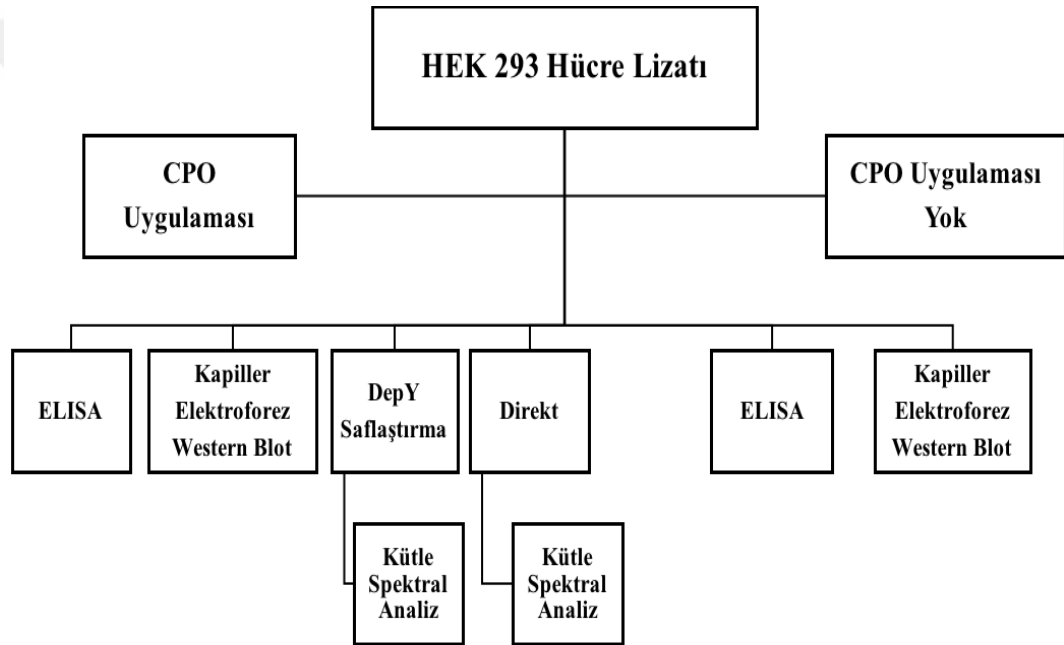 HEK 293 Hücre Lizatı
CPO
Uygulaması
CPO Uygulaması
Yok
ELISA
Kapiller
Elektroforez
Western Blot
DepY
Saflaştırma
Direkt
ELISA
Kapiller
Elektroforez
Western Blot
Kütle
Spektral
Analiz
Kütle
Spektral
Analiz